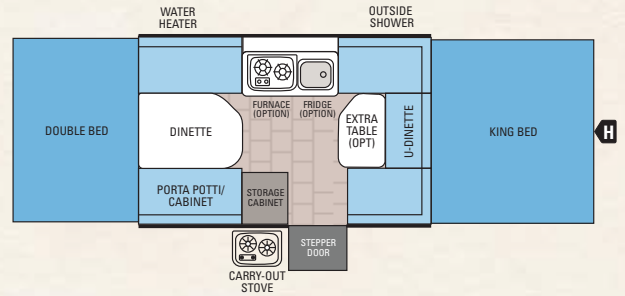 WATER
HEATER
OUTSIDE
SHOWER
FURNACE
(OPTION)
FRIDGE
(OPTION)
DOUBLE BED
DINETTE
EXTRA
TABLE
(OPT)
U-DINETTE
KING BED
H
PORTA POTTI/
CABINET
STORAGE
CABINET
STEPPER
DOOR
CARRY-OUT
STOVE